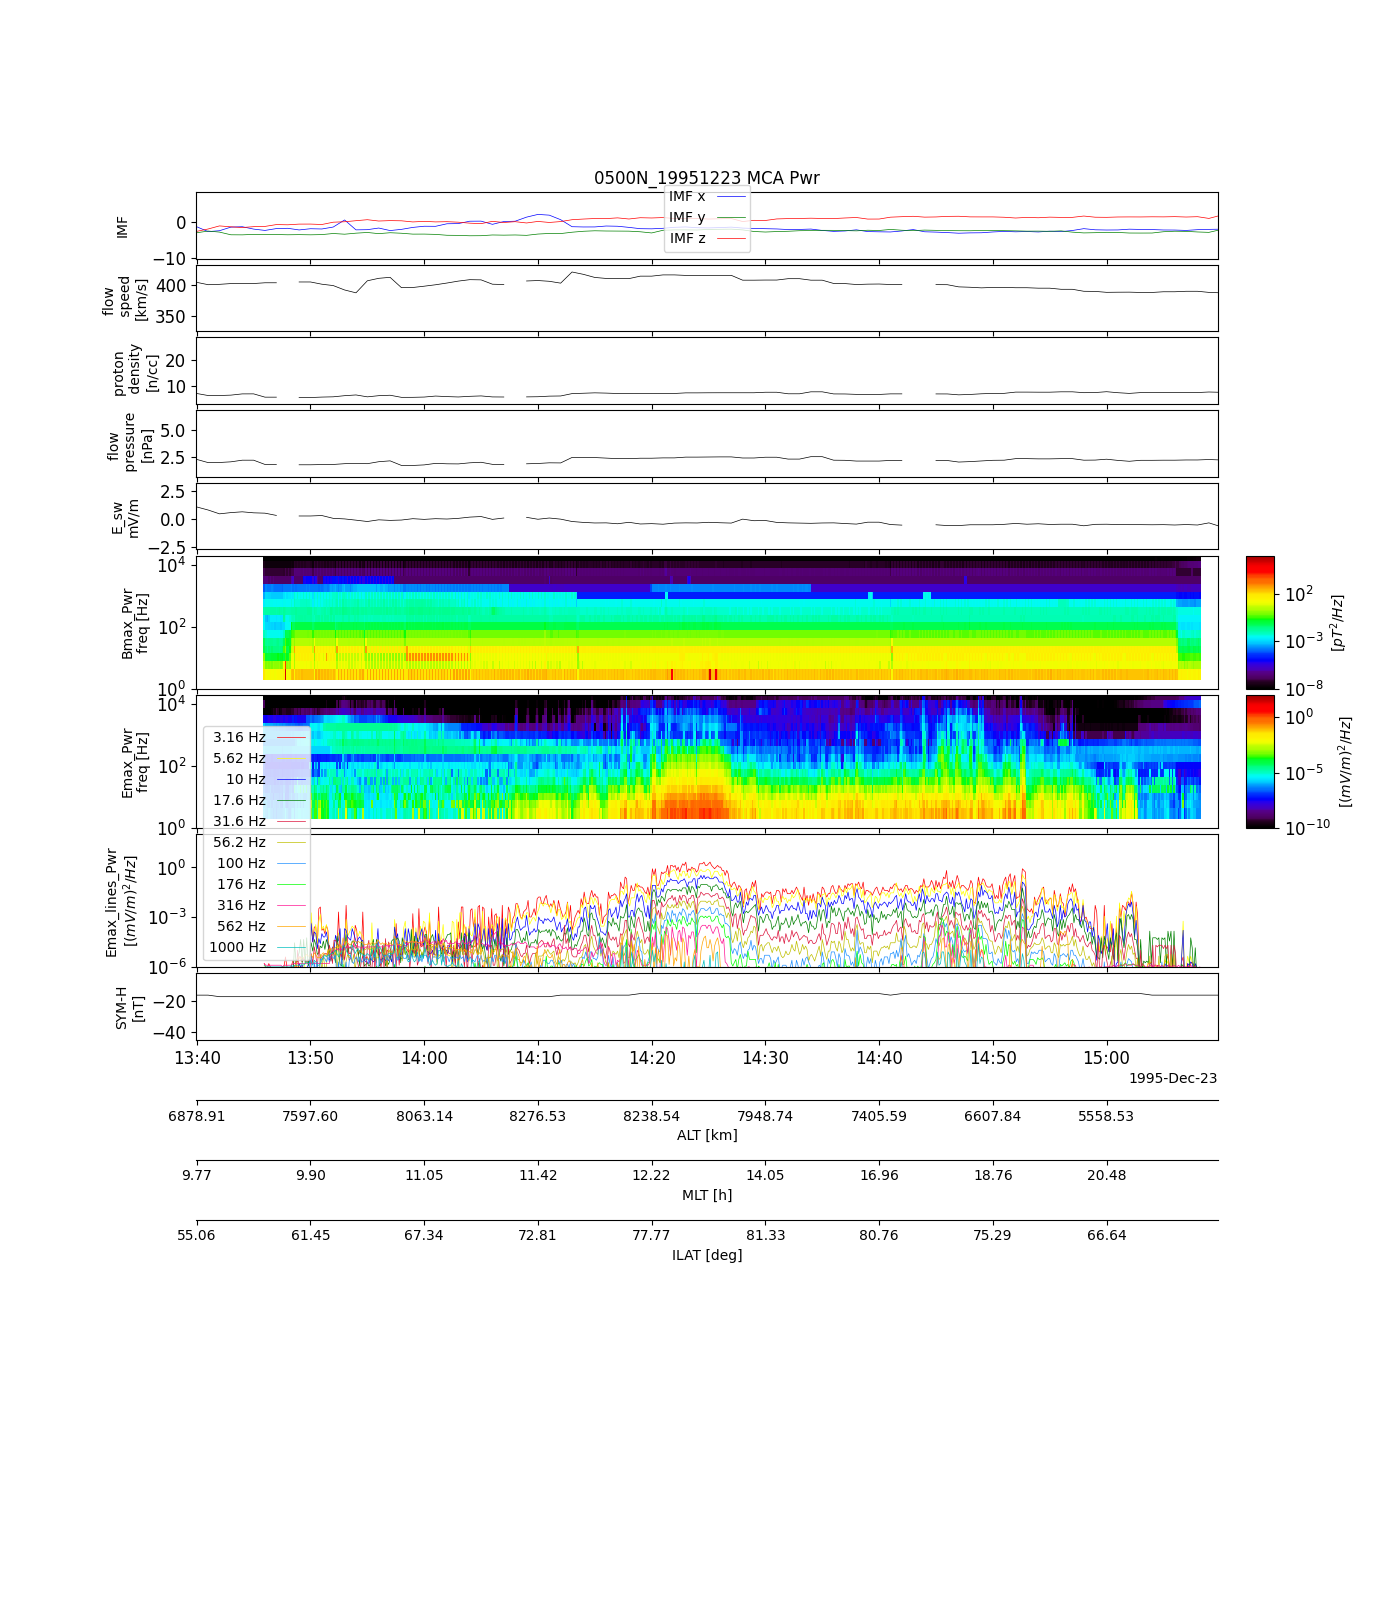 0500N_19951223 MCA Pwr
IMF
0
−10
IMF x
IMF y
IMF z
flow
speed
[km/s]
400
350
proton
density
[n/cc]
20
10
flow
pressure
[nPa]
5.0
2.5
E_sw
mV/m
2.5
0.0
−2.5
Bmax_Pwr
freq [Hz]
10^4
10^2
10^0
10^2
10^−3
10^−8
[pT^2/Hz]
Emax_Pwr
freq [Hz]
10^4
10^2
10^0
10^0
10^−5
10^−10
[(mV/m)^2/Hz]
3.16 Hz
5.62 Hz
10 Hz
17.6 Hz
31.6 Hz
56.2 Hz
100 Hz
176 Hz
316 Hz
562 Hz
1000 Hz
Emax_lines_Pwr
[(mV/m)^2/Hz]
10^0
10^−3
10^−6
SYM-H
[nT]
−20
−40
13:40 13:50 14:00 14:10 14:20 14:30 14:40 14:50 15:00
1995-Dec-23
6878.91 7597.60 8063.14 8276.53 8238.54 7948.74 7405.59 6607.84 5558.53
ALT [km]
9.77 9.90 11.05 11.42 12.22 14.05 16.96 18.76 20.48
MLT [h]
55.06 61.45 67.34 72.81 77.77 81.33 80.76 75.29 66.64
ILAT [deg]